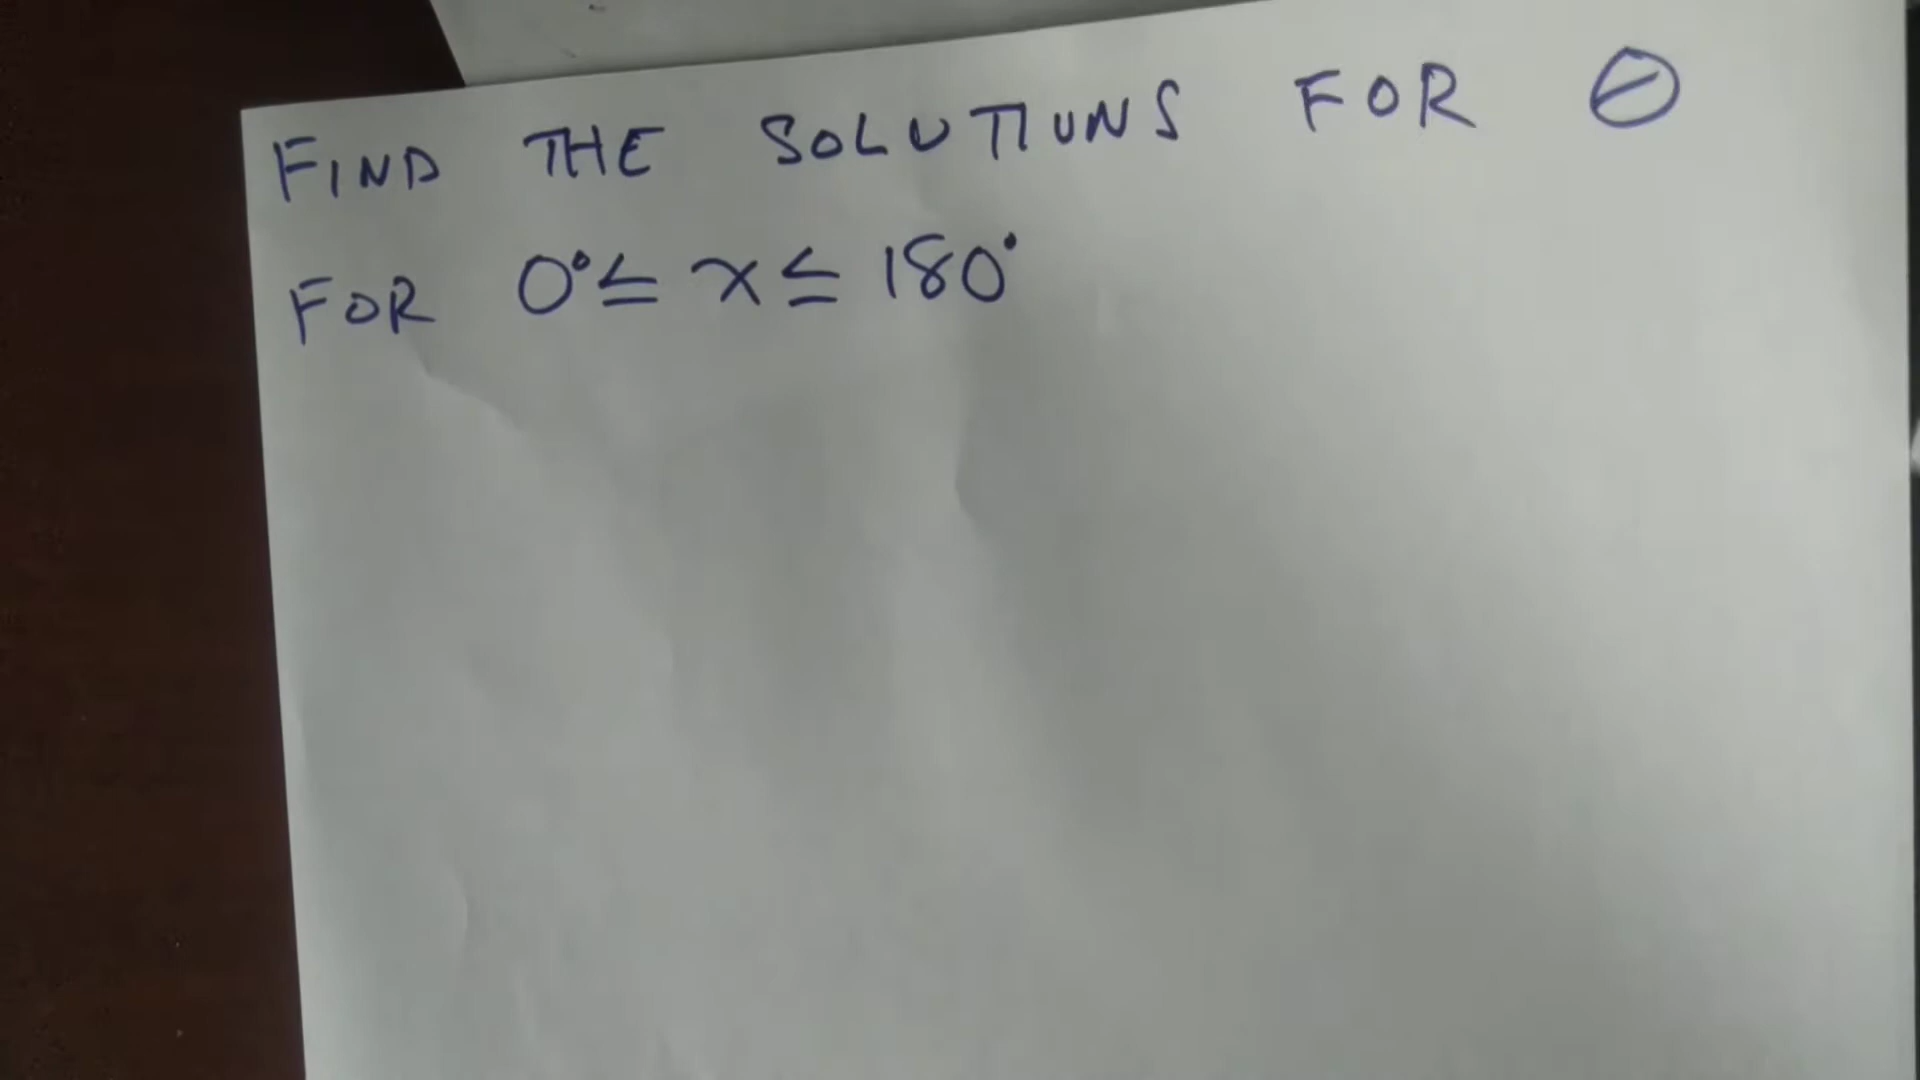 FIND THE SOLUTIONS FOR θ
FOR 0° ≤ x ≤ 180°